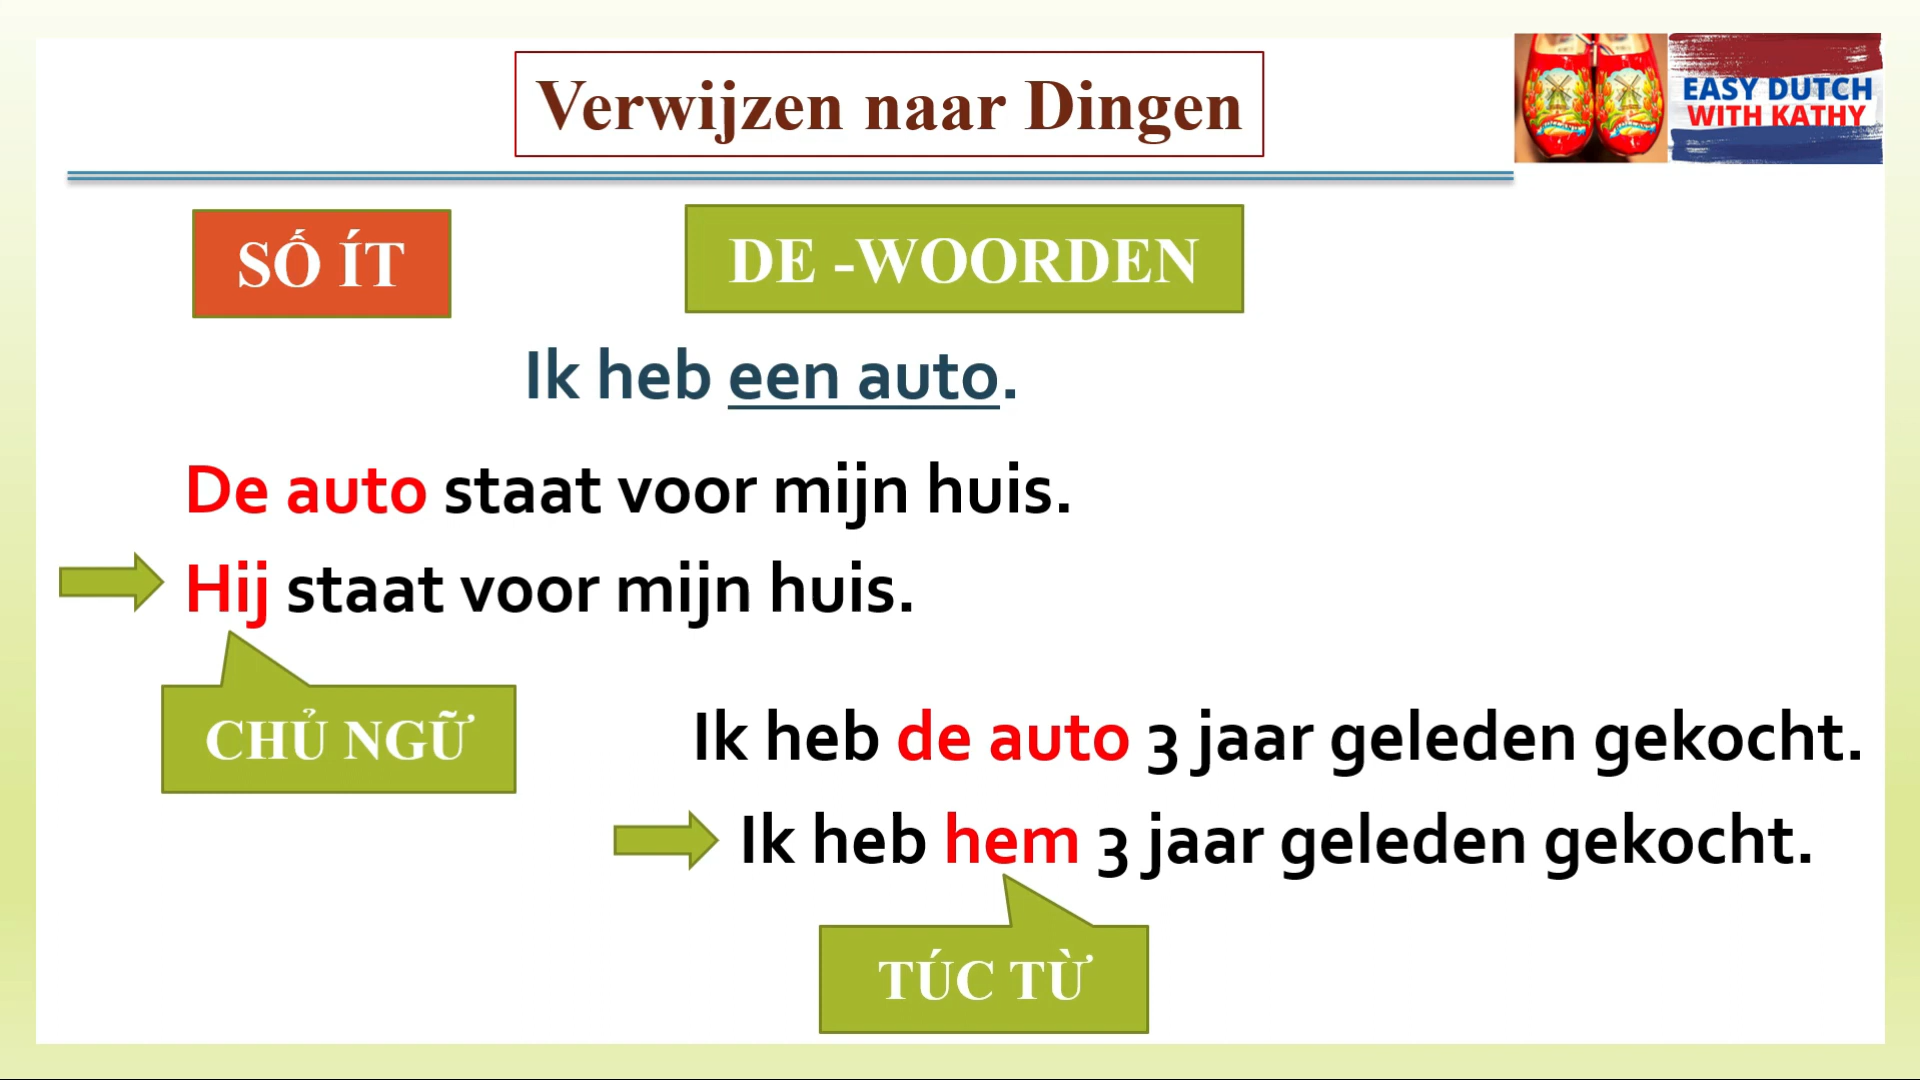 Verwijzen naar Dingen
EASY DUTCH
WITH KATHY
SỐ ÍT
DE -WOORDEN
Ik heb een auto.
De auto staat voor mijn huis.
Hij staat voor mijn huis.
CHỦ NGỮ
Ik heb de auto 3 jaar geleden gekocht.
Ik heb hem 3 jaar geleden gekocht.
TÚC TỪ